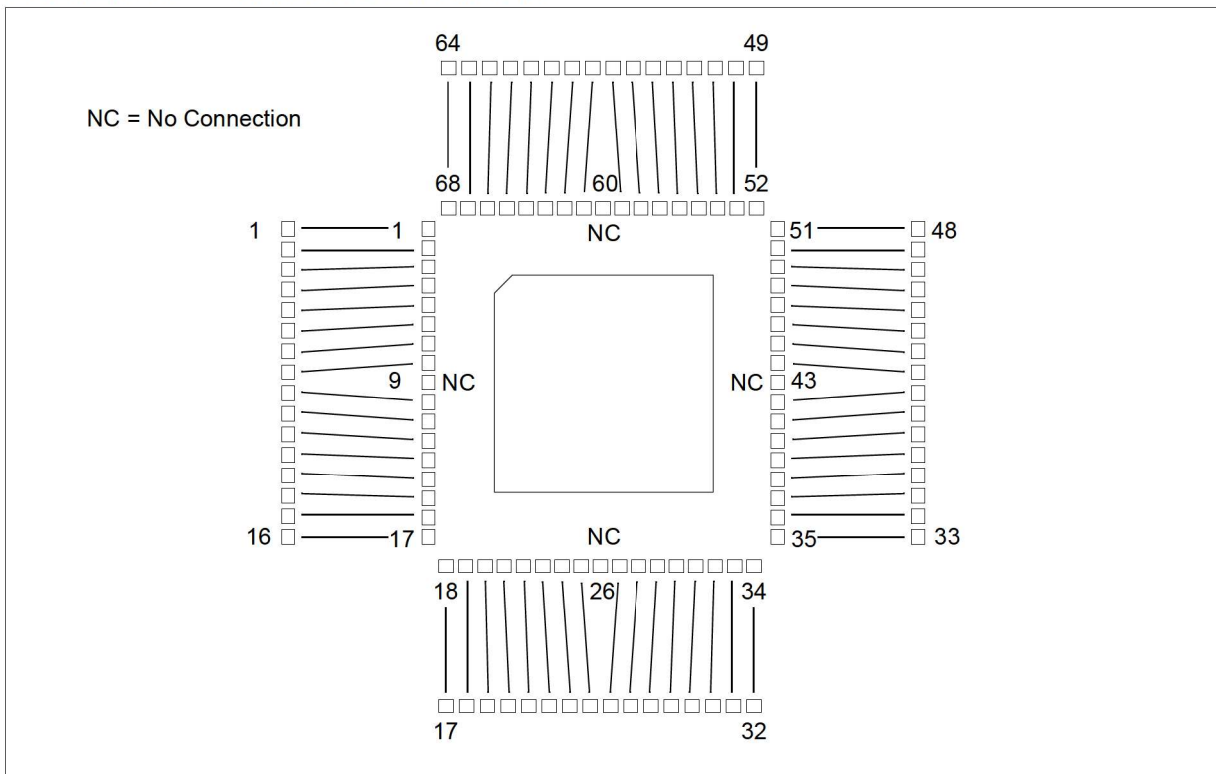 64 49
NC = No Connection
68 60 52
1 1 NC 51 48
9 NC NC 43
16 17 NC 35 33
18 26 34
17 32